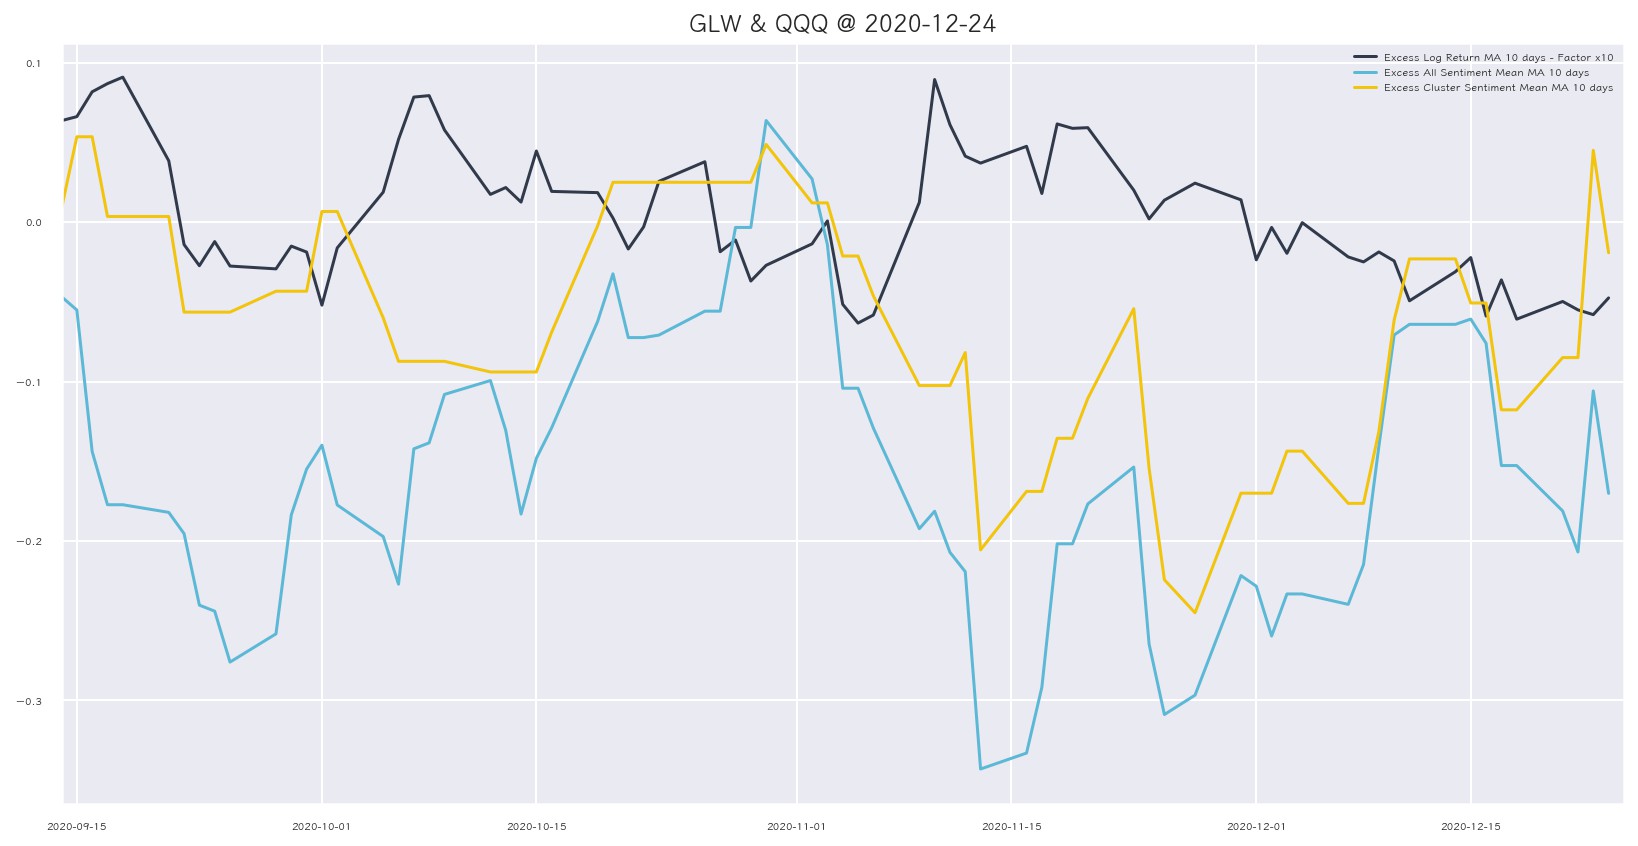 GLW & QQQ @ 2020-12-24
Excess Log Return MA 10 days - Factor x10
Excess All Sentiment Mean MA 10 days
Excess Cluster Sentiment Mean MA 10 days
0.1
0.0
−0.1
−0.2
−0.3
2020-09-15 2020-10-01 2020-10-15 2020-11-01 2020-11-15 2020-12-01 2020-12-15